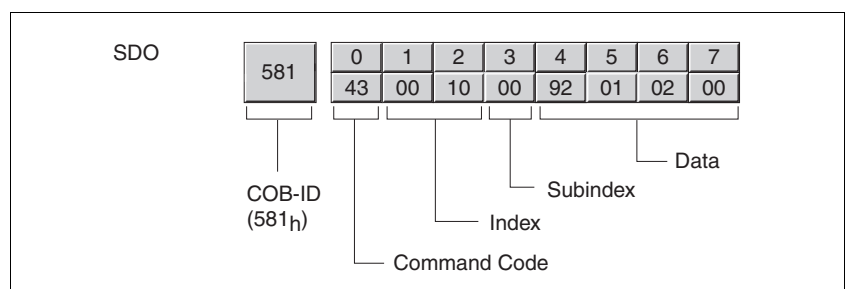 SDO
581
0 1 2 3 4 5 6 7
43 00 10 00 92 01 02 00
Data
COB-ID
(581h)
Subindex
Index
Command Code